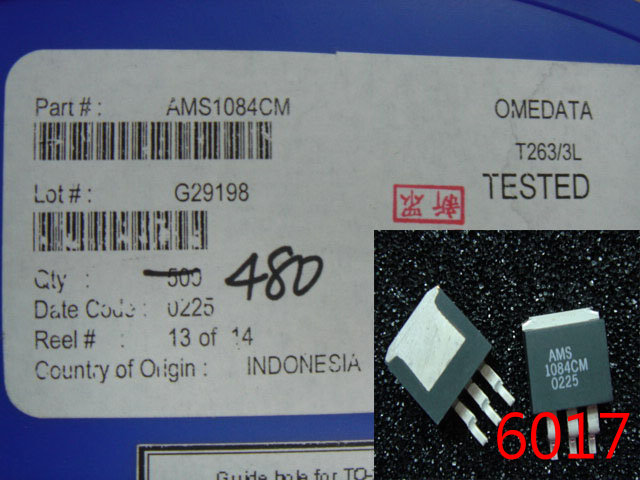 Part # : AMS1084CM
OMEDATA
T263/3L
Lot # : G29198
TESTED
Qty : 500 480
Date Code : 0225
Reel # : 13 of 14
Country of Origin : INDONESIA
AMS
1084CM
0225
6017
Guide hole for TO-